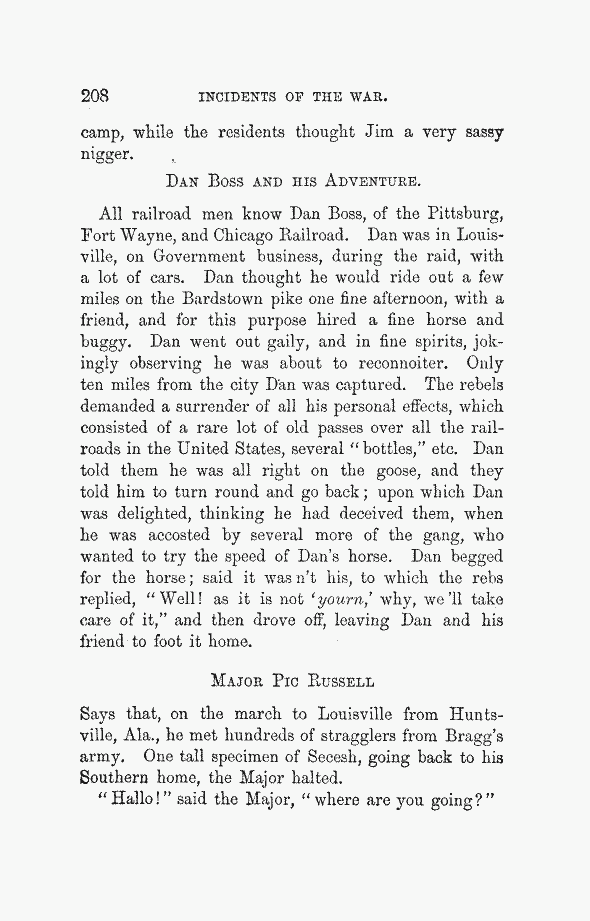 208 INCIDENTS OF THE WAR.
camp, while the residents thought Jim a very sassy
nigger.
DAN BOSS AND HIS ADVENTURE.
All railroad men know Dan Boss, of the Pittsburg,
Fort Wayne, and Chicago Railroad. Dan was in Louis-
ville, on Government business, during the raid, with
a lot of cars. Dan thought he would ride out a few
miles on the Bardstown pike one fine afternoon, with a
friend, and for this purpose hired a fine horse and
buggy. Dan went out gaily, and in fine spirits, jok-
ingly observing he was about to reconnoiter. Only
ten miles from the city Dan was captured. The rebels
demanded a surrender of all his personal effects, which
consisted of a rare lot of old passes over all the rail-
roads in the United States, several "bottles," etc. Dan
told them he was all right on the goose, and they
told him to turn round and go back; upon which Dan
was delighted, thinking he had deceived them, when
he was accosted by several more of the gang, who
wanted to try the speed of Dan's horse. Dan begged
for the horse; said it was n't his, to which the rebs
replied, "Well! as it is not 'yourn,' why, we 'll take
care of it," and then drove off, leaving Dan and his
friend to foot it home.
MAJOR PIC RUSSELL
Says that, on the march to Louisville from Hunts-
ville, Ala., he met hundreds of stragglers from Bragg's
army. One tall specimen of Secesh, going back to his
Southern home, the Major halted.
"Hallo!" said the Major, "where are you going?"